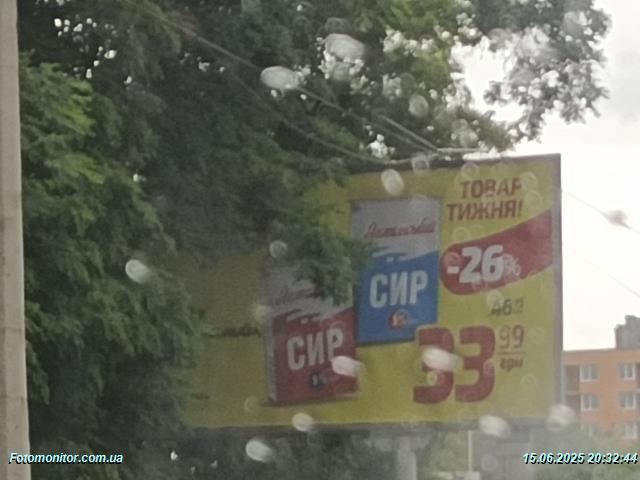 ТОВАР
ТИЖНЯ!
-26%
СИР
СИР
33 99
грн
Fotomonitor.com.ua
15.06.2025 20:32:44